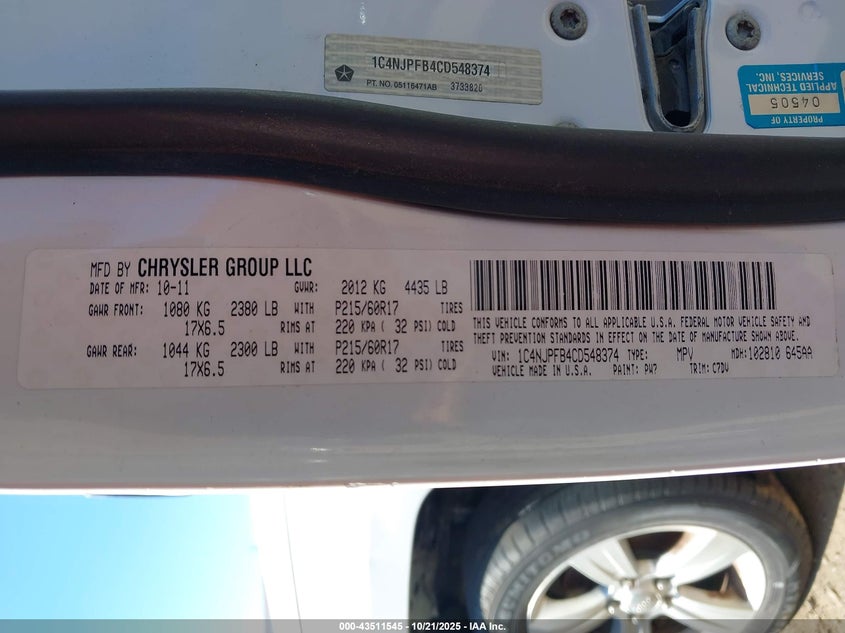 1C4NJPFB4CD548374
PT. NO. 05116471AB 3733828
PROPERTY OF
APPLIED TECHNICAL
SERVICES, INC.
04505
MFD BY CHRYSLER GROUP LLC
DATE OF MFR: 10-11 GVWR: 2012 KG 4435 LB
GAWR FRONT: 1080 KG 2380 LB WITH P215/60R17 TIRES
17X6.5 RIMS AT 220 KPA ( 32 PSI) COLD
GAWR REAR: 1044 KG 2300 LB WITH P215/60R17 TIRES
17X6.5 RIMS AT 220 KPA ( 32 PSI) COLD
THIS VEHICLE CONFORMS TO ALL APPLICABLE U.S.A. FEDERAL MOTOR VEHICLE SAFETY AND
THEFT PREVENTION STANDARDS IN EFFECT ON THE DATE OF MANUFACTURE SHOWN ABOVE.
VIN: 1C4NJPFB4CD548374 TYPE: MPV MDH:102810 645AA
VEHICLE MADE IN U.S.A. PAINT: PW7 TRIM: C7DV
Jeep
000-43511545 - 10/21/2025 - IAA Inc.